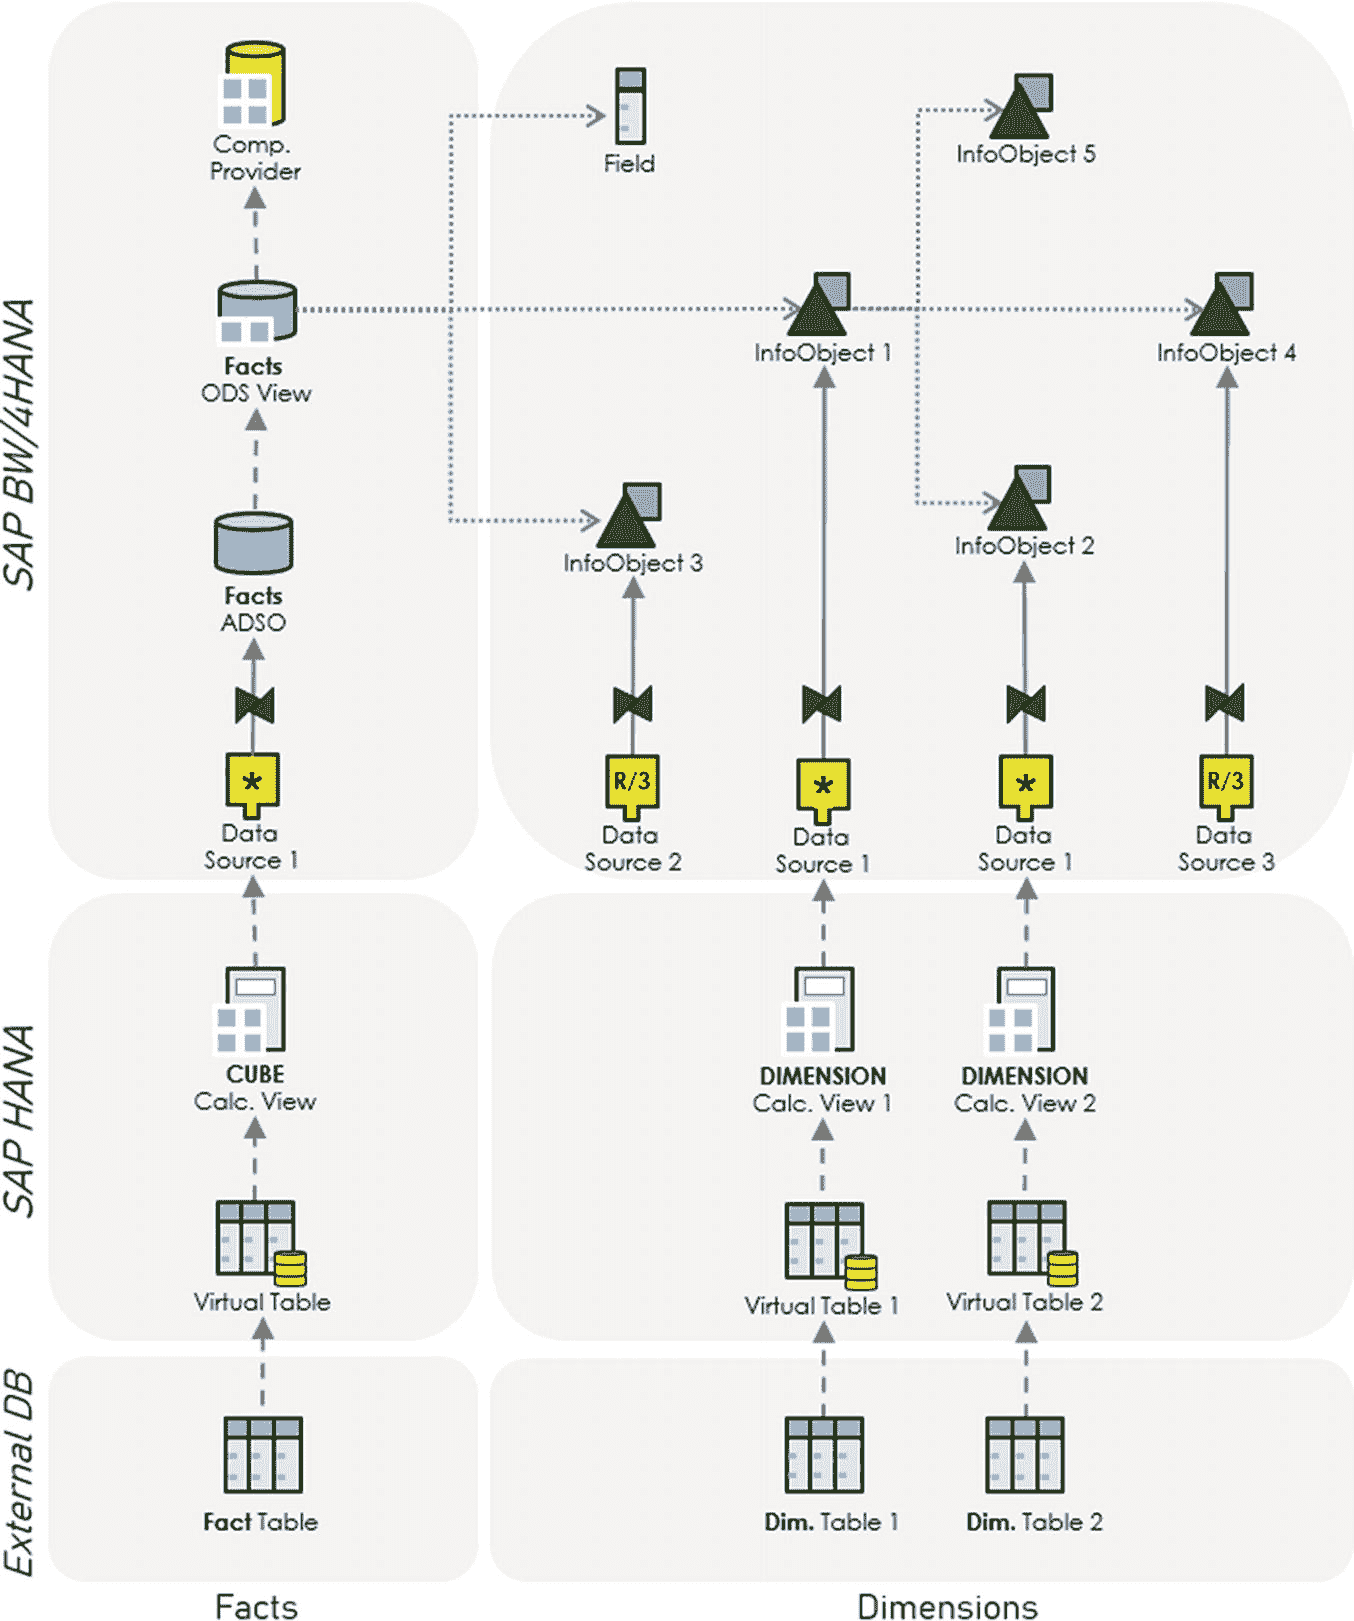 SAP BW/4HANA
Comp.
Provider
Field
InfoObject 5
Facts
ODS View
InfoObject 1
InfoObject 4
InfoObject 3
InfoObject 2
Facts
ADSO
*
R/3
*
*
R/3
Data
Source 1
Data
Source 2
Data
Source 1
Data
Source 1
Data
Source 3
SAP HANA
CUBE
Calc. View
DIMENSION
Calc. View 1
DIMENSION
Calc. View 2
Virtual Table
Virtual Table 1
Virtual Table 2
External DB
Fact Table
Dim. Table 1
Dim. Table 2
Facts
Dimensions